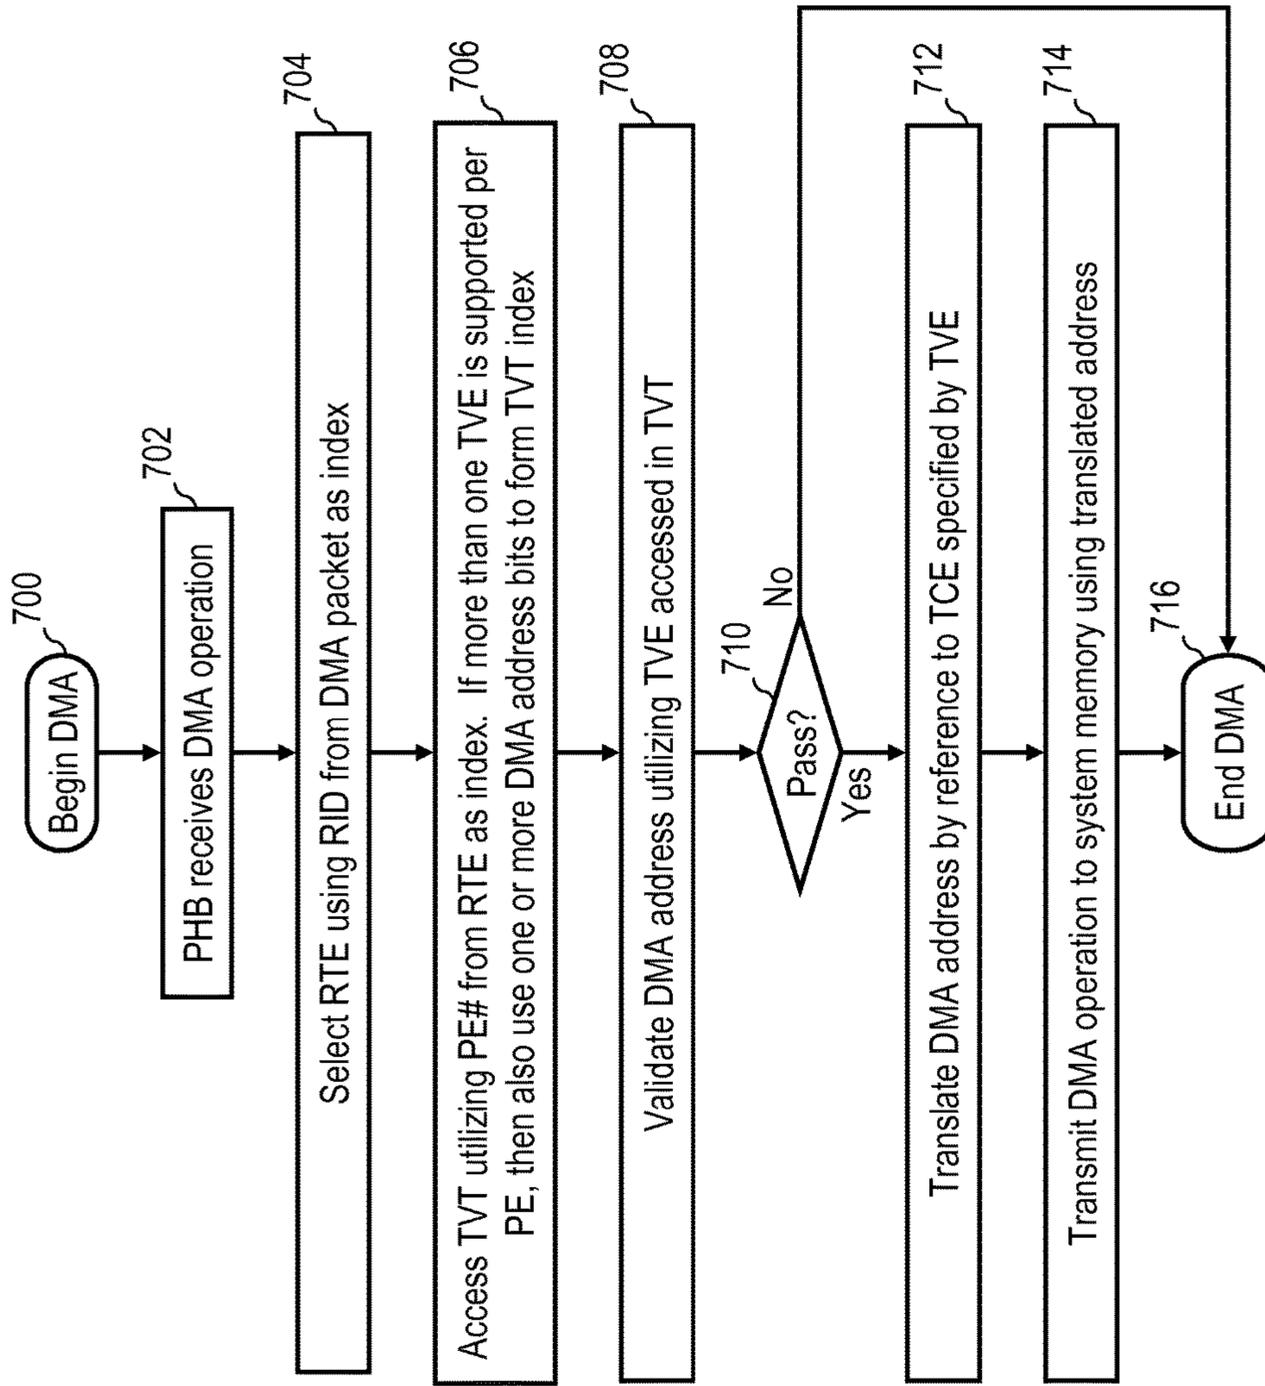 Begin DMA
700
PHB receives DMA operation
702
Select RTE using RID from DMA packet as index
704
Access TVT utilizing PE# from RTE as index.  If more than one TVE is supported per
PE, then also use one or more DMA address bits to form TVT index
706
Validate DMA address utilizing TVE accessed in TVT
708
Pass?
710
No
Yes
Translate DMA address by reference to TCE specified by TVE
712
Transmit DMA operation to system memory using translated address
714
End DMA
716